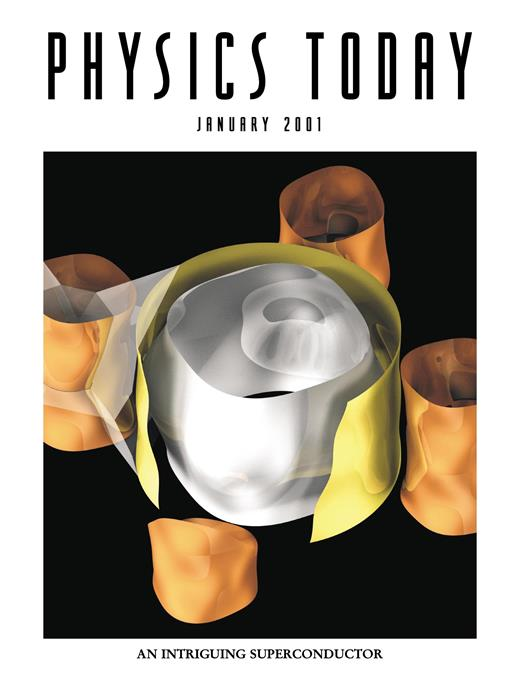 PHYSICS TODAY
JANUARY 2001
AN INTRIGUING SUPERCONDUCTOR